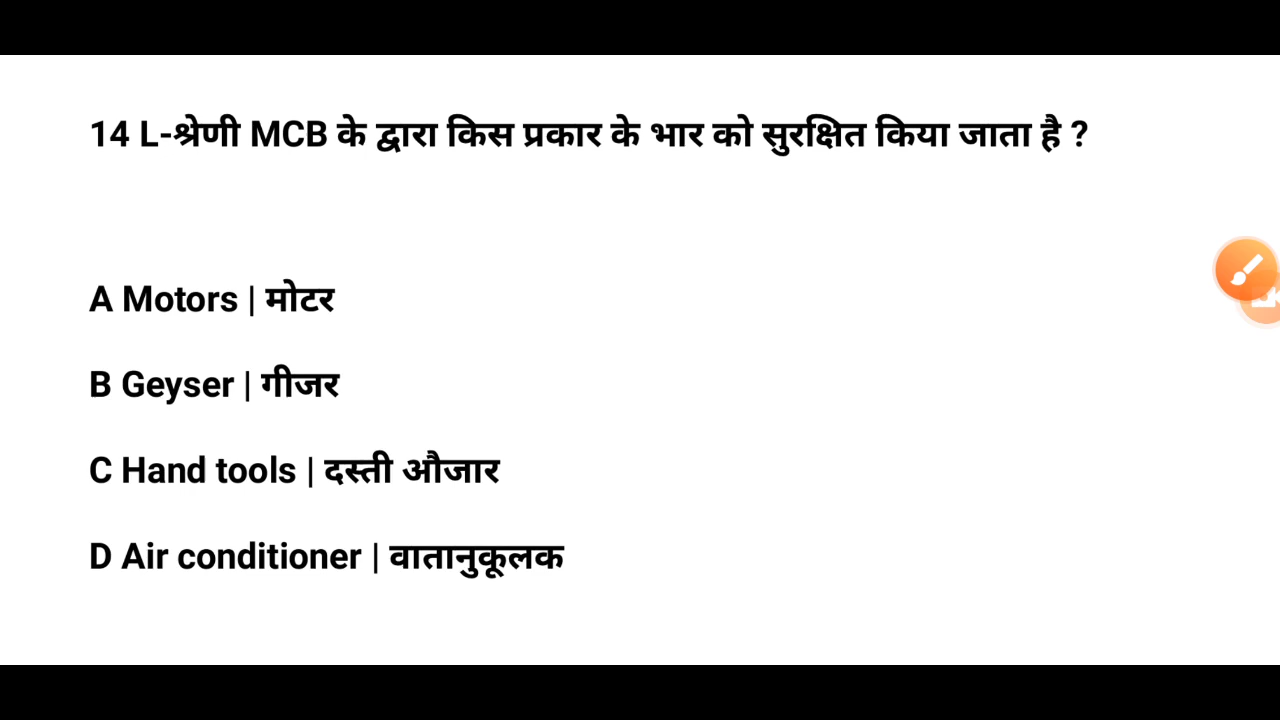 14 L-श्रेणी MCB के द्वारा किस प्रकार के भार को सुरक्षित किया जाता है ?
A Motors | मोटर
B Geyser | गीजर
C Hand tools | दस्ती औजार
D Air conditioner | वातानुकूलक